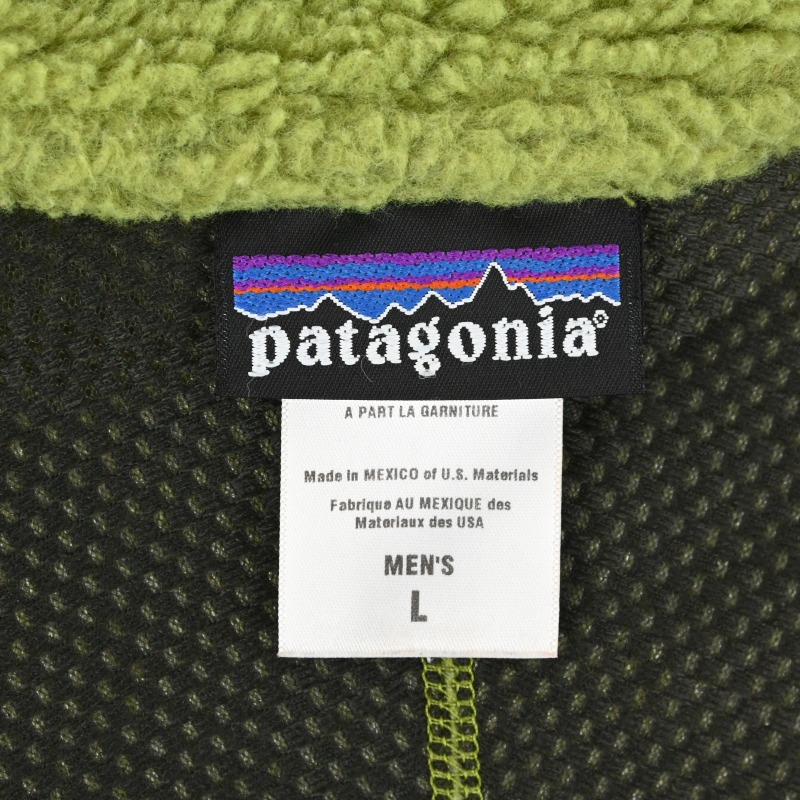 patagonia®
A PART LA GARNITURE
Made in MEXICO of U.S. Materials
Fabrique AU MEXIQUE des
Materiaux des USA
MEN'S
L